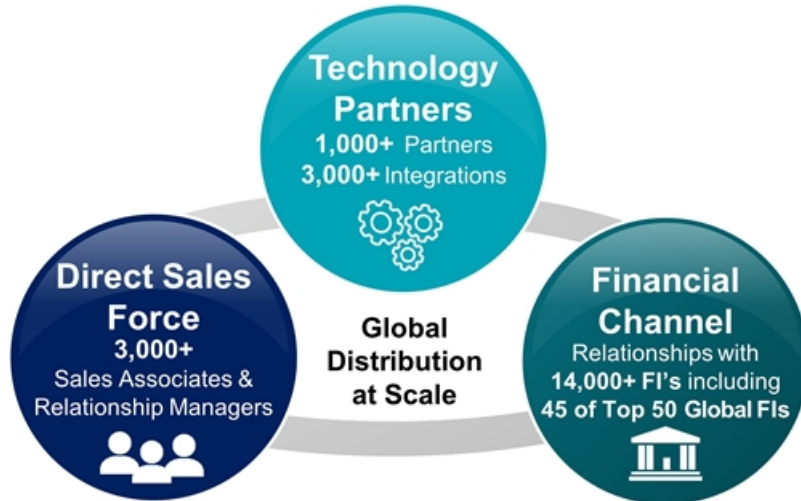 Technology
Partners
1,000+ Partners
3,000+ Integrations
Direct Sales
Force
3,000+
Sales Associates &
Relationship Managers
Global
Distribution
at Scale
Financial
Channel
Relationships with
14,000+ FI's including
45 of Top 50 Global FIs